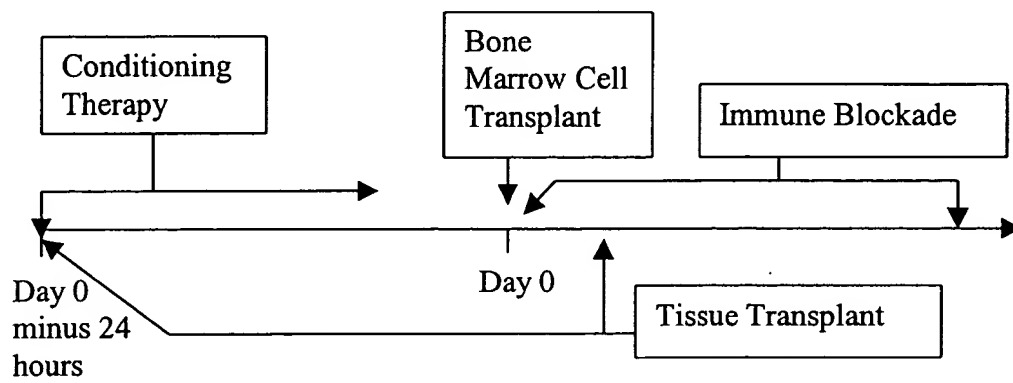 Conditioning
Therapy
Bone
Marrow Cell
Transplant
Immune Blockade
Day 0
minus 24
hours
Day 0
Tissue Transplant